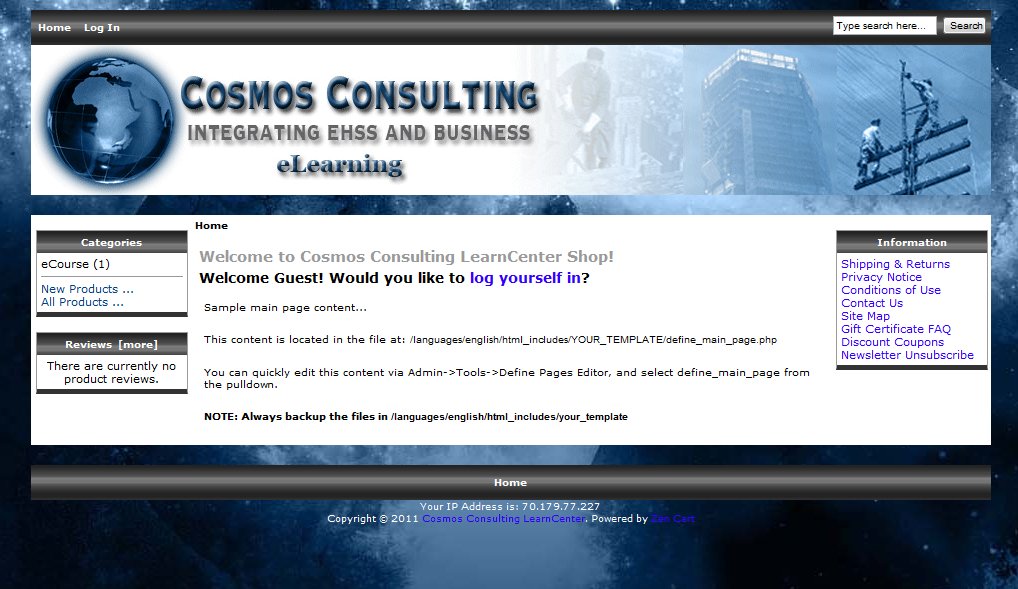 Home Log In
Type search here... Search
COSMOS CONSULTING
INTEGRATING EHSS AND BUSINESS
eLearning
Categories
eCourse (1)
New Products ...
All Products ...
Reviews [more]
There are currently no
product reviews.
Home
Welcome to Cosmos Consulting LearnCenter Shop!
Welcome Guest! Would you like to log yourself in?
Sample main page content...
This content is located in the file at: /languages/english/html_includes/YOUR_TEMPLATE/define_main_page.php
You can quickly edit this content via Admin->Tools->Define Pages Editor, and select define_main_page from
the pulldown.
NOTE: Always backup the files in /languages/english/html_includes/your_template
Information
Shipping & Returns
Privacy Notice
Conditions of Use
Contact Us
Site Map
Gift Certificate FAQ
Discount Coupons
Newsletter Unsubscribe
Home
Your IP Address is: 70.179.77.227
Copyright © 2011 Cosmos Consulting LearnCenter. Powered by Zen Cart